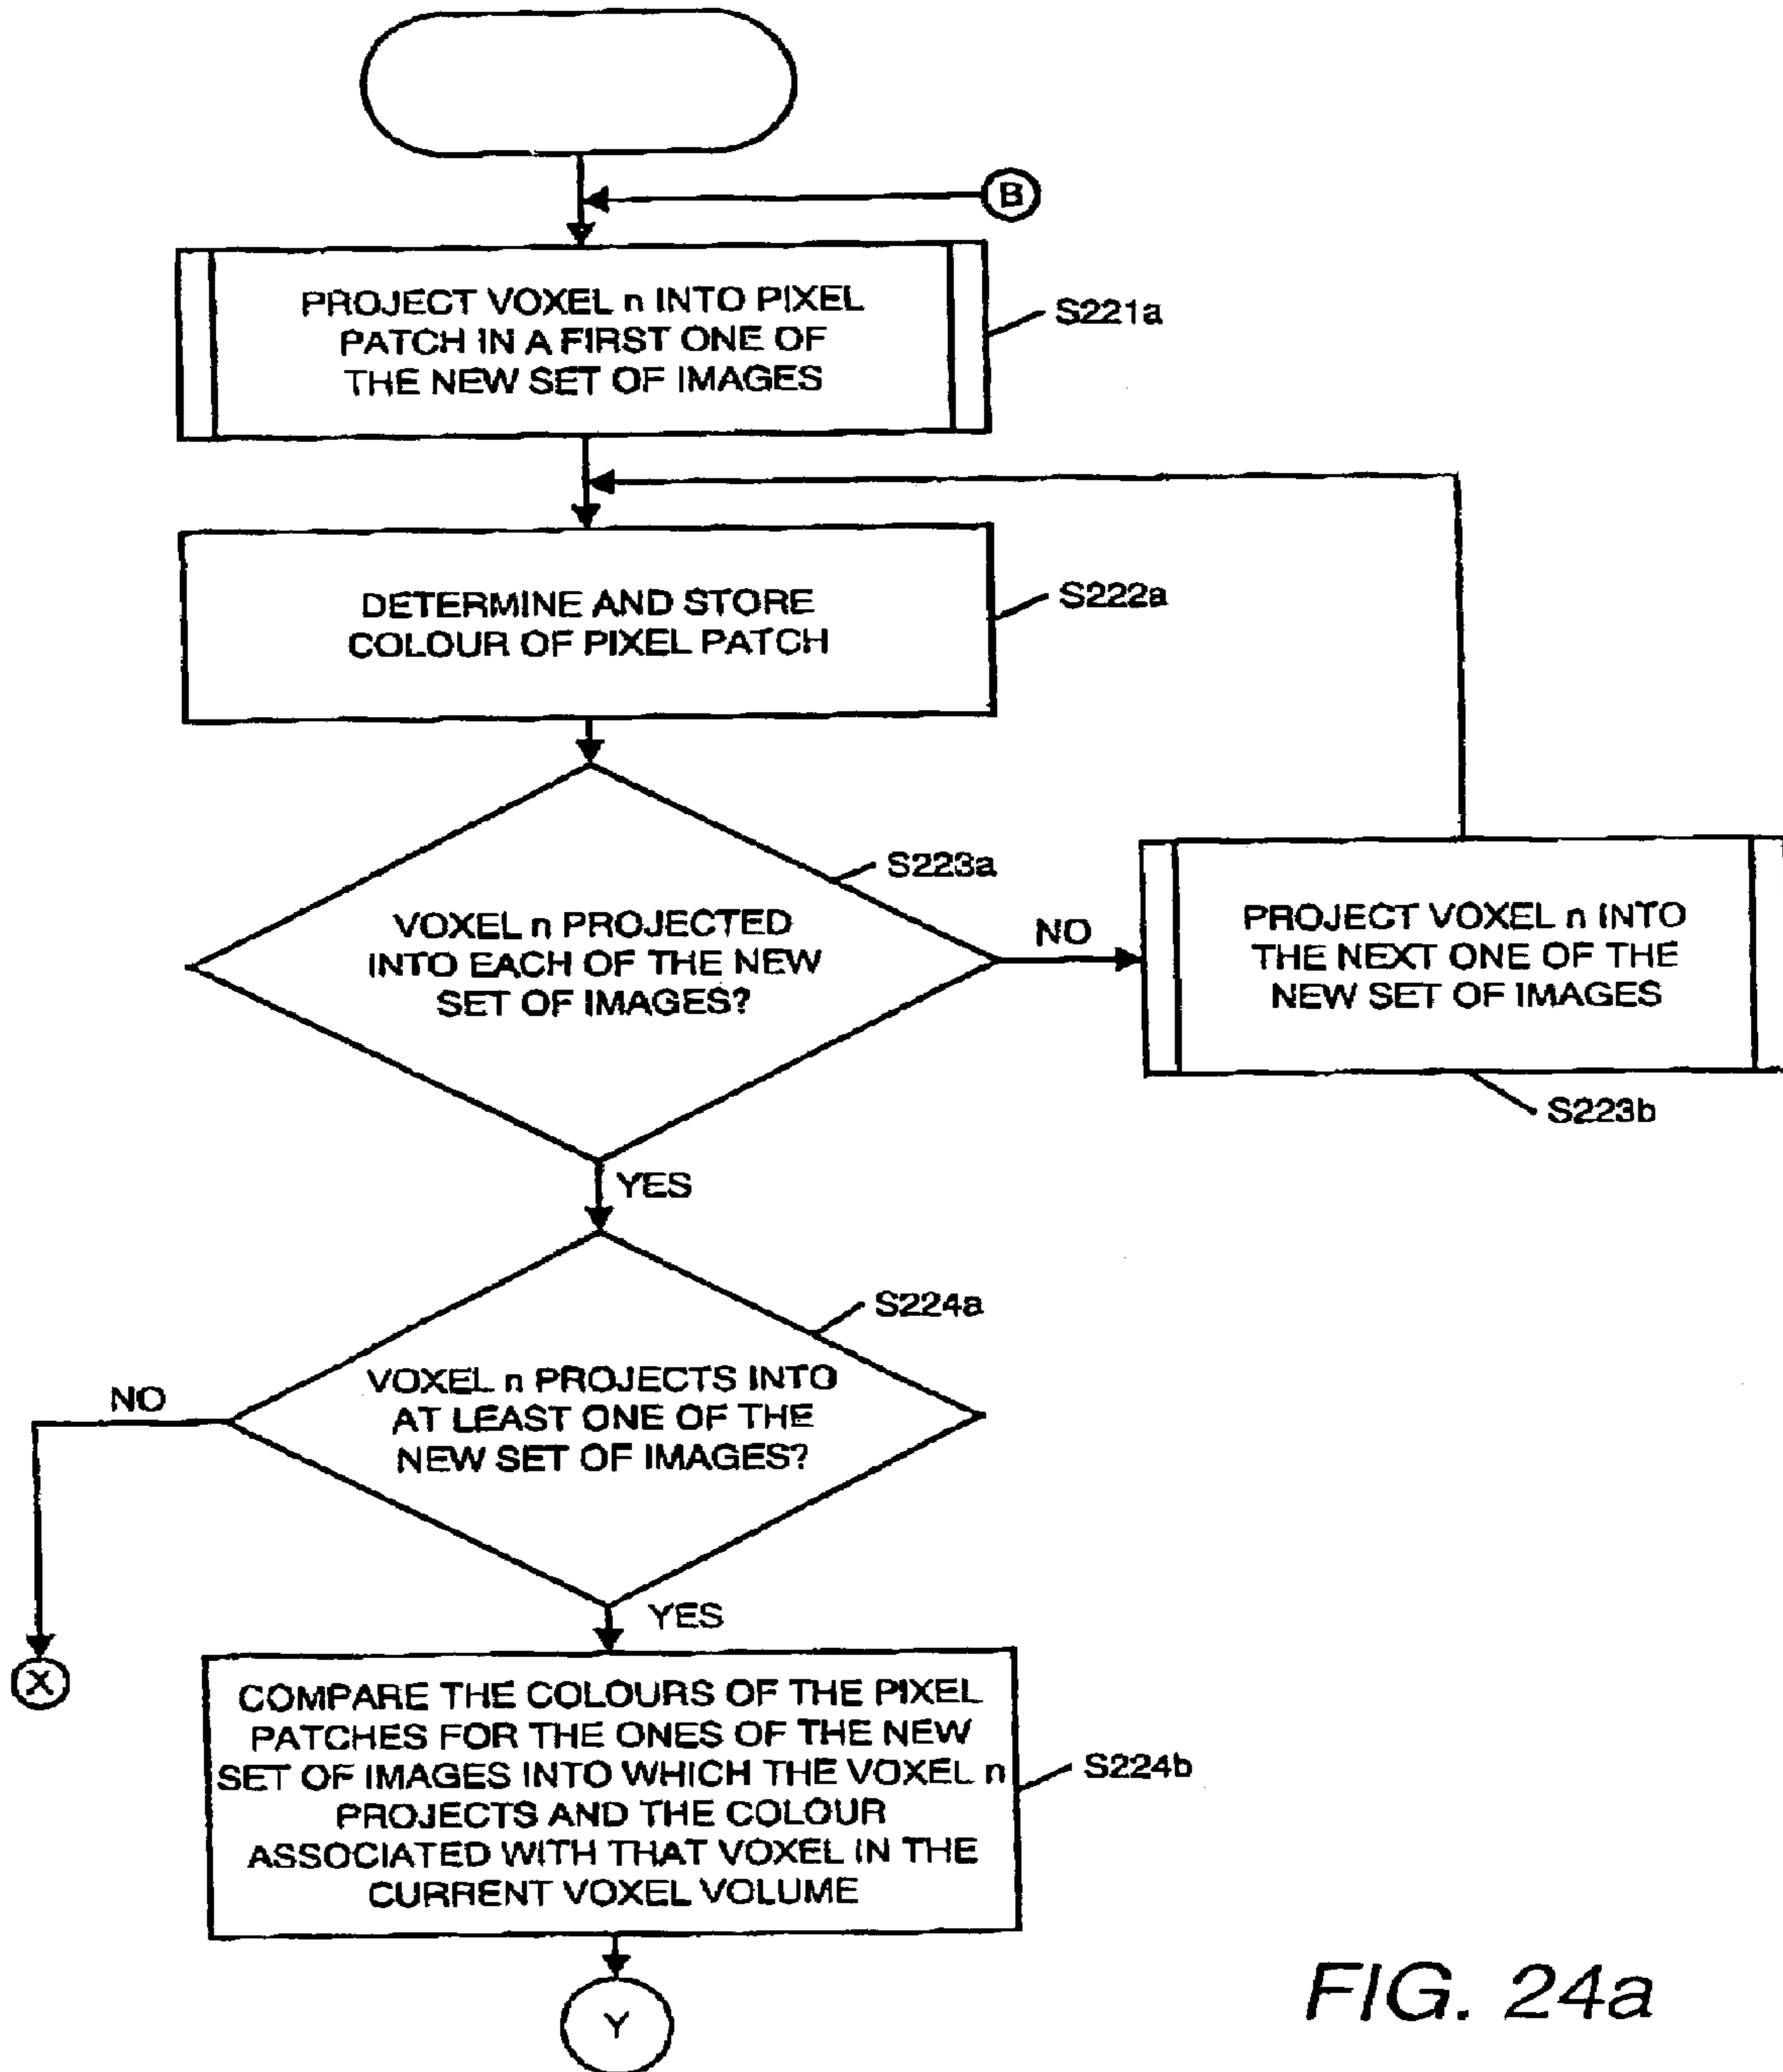 B
PROJECT VOXEL n INTO PIXEL
PATCH IN A FIRST ONE OF
THE NEW SET OF IMAGES
S221a
DETERMINE AND STORE
COLOUR OF PIXEL PATCH
S222a
S223a
VOXEL n PROJECTED
INTO EACH OF THE NEW
SET OF IMAGES?
NO
PROJECT VOXEL n INTO
THE NEXT ONE OF THE
NEW SET OF IMAGES
S223b
YES
S224a
VOXEL n PROJECTS INTO
AT LEAST ONE OF THE
NEW SET OF IMAGES?
NO
X
YES
COMPARE THE COLOURS OF THE PIXEL
PATCHES FOR THE ONES OF THE NEW
SET OF IMAGES INTO WHICH THE VOXEL n
PROJECTS AND THE COLOUR
ASSOCIATED WITH THAT VOXEL IN THE
CURRENT VOXEL VOLUME
S224b
Y
FIG. 24a